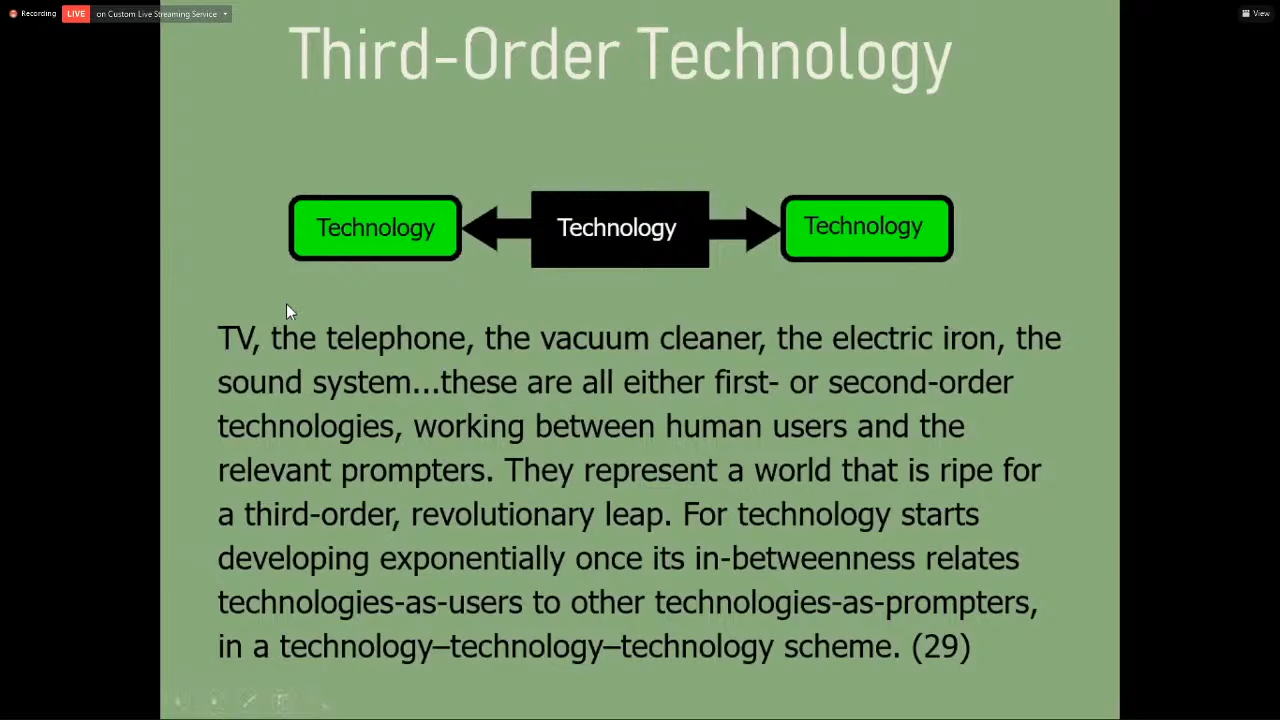 Recording LIVE on Custom Live Streaming Service View
Third-Order Technology
Technology Technology Technology
TV, the telephone, the vacuum cleaner, the electric iron, the
sound system...these are all either first- or second-order
technologies, working between human users and the
relevant prompters. They represent a world that is ripe for
a third-order, revolutionary leap. For technology starts
developing exponentially once its in-betweenness relates
technologies-as-users to other technologies-as-prompters,
in a technology–technology–technology scheme. (29)